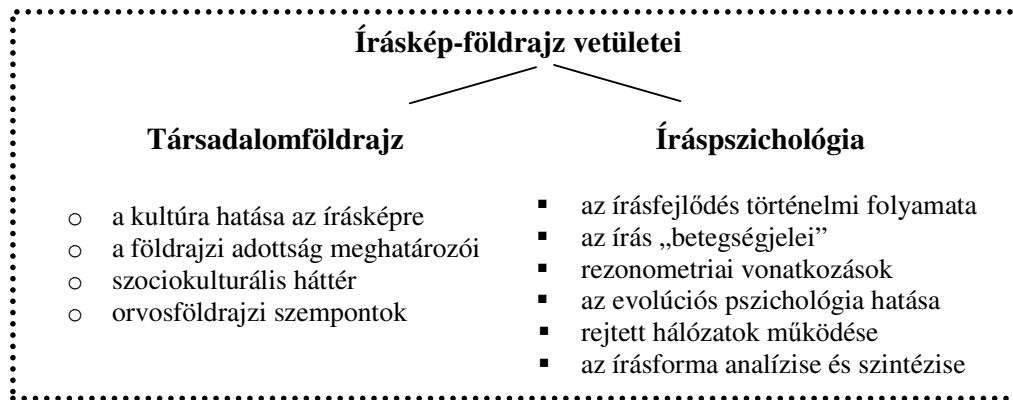 Íráskép-földrajz vetületei
Társadalomföldrajz
o a kultúra hatása az írásképre
o a földrajzi adottság meghatározói
o szociokulturális háttér
o orvosföldrajzi szempontok
Íráspszichológia
▪ az írásfejlődés történelmi folyamata
▪ az írás „betegségjelei”
▪ rezonometriai vonatkozások
▪ az evolúciós pszichológia hatása
▪ rejtett hálózatok működése
▪ az írásforma analízise és szintézise